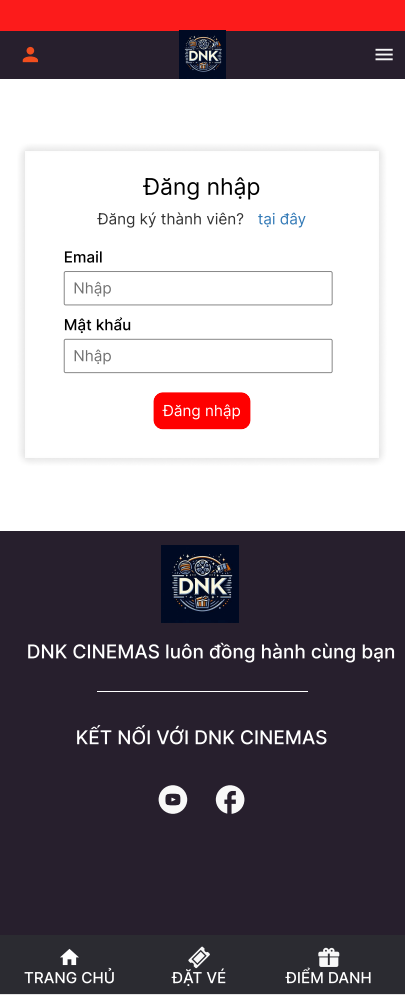 DNK
Đăng nhập
Đăng ký thành viên? tại đây
Email
Nhập
Mật khẩu
Nhập
Đăng nhập
DNK
DNK CINEMAS luôn đồng hành cùng bạn
KẾT NỐI VỚI DNK CINEMAS
TRANG CHỦ ĐẶT VÉ ĐIỂM DANH